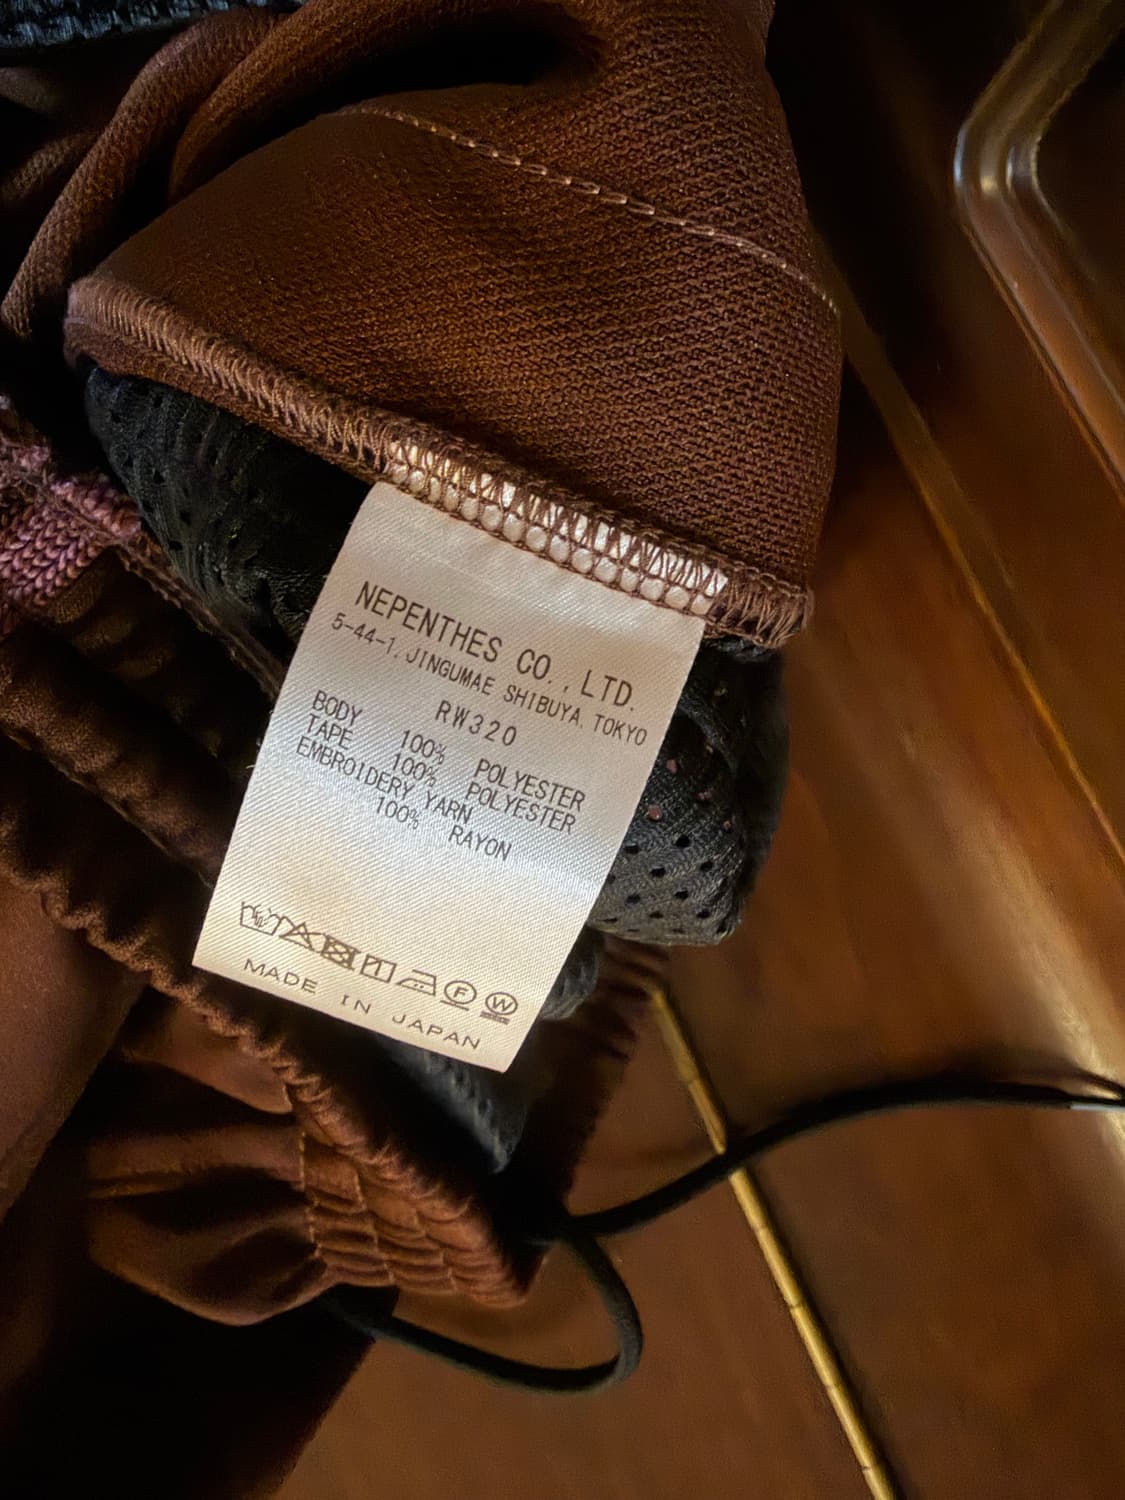 NEPENTHES CO., LTD.
5-44-1, JINGUMAE SHIBUYA, TOKYO
RW320
BODY 100% POLYESTER
TAPE 100% POLYESTER
EMBROIDERY YARN
100% RAYON
F W
MADE IN JAPAN